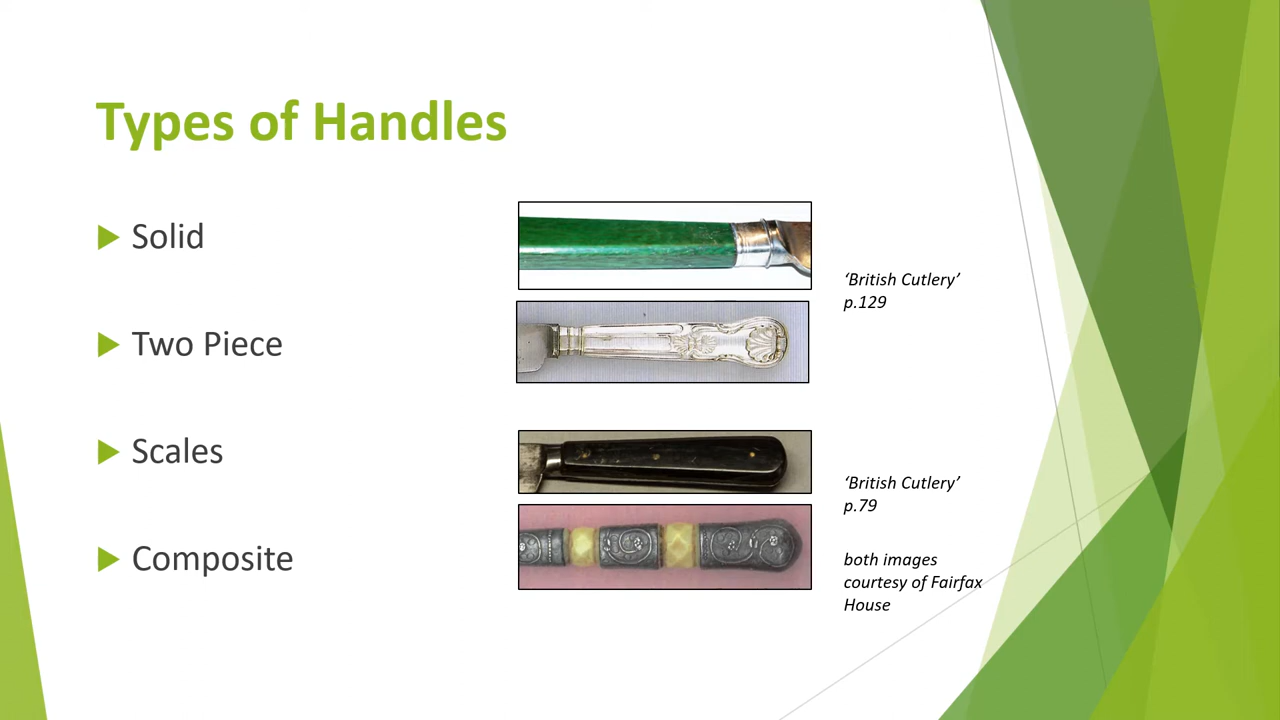 Types of Handles
Solid
Two Piece
Scales
Composite
‘British Cutlery’
p.129
‘British Cutlery’
p.79
both images
courtesy of Fairfax
House